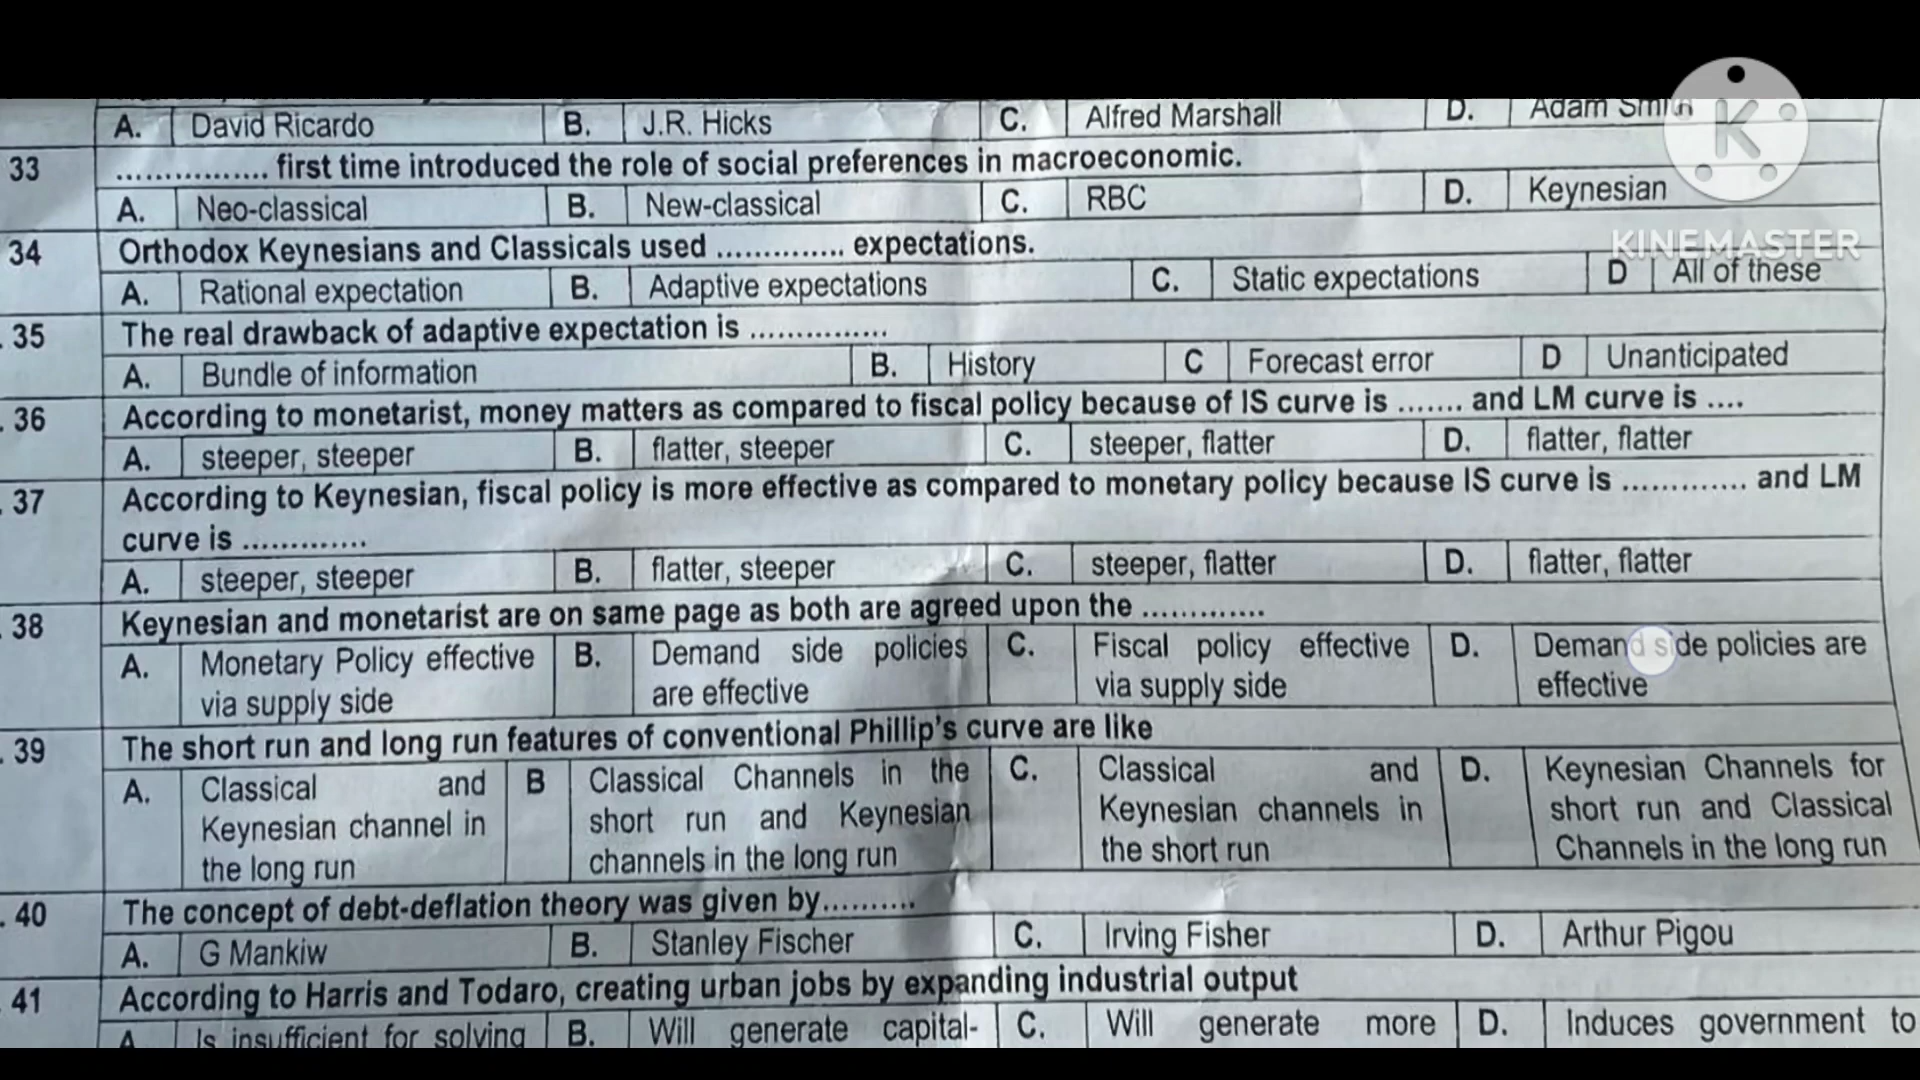 A. David Ricardo B. J.R. Hicks C. Alfred Marshall D. Adam Smith
33 ................ first time introduced the role of social preferences in macroeconomic.
A. Neo-classical B. New-classical C. RBC D. Keynesian
KINEMASTER
34 Orthodox Keynesians and Classicals used .............. expectations.
A. Rational expectation B. Adaptive expectations C. Static expectations D All of these
. 35 The real drawback of adaptive expectation is ...............
A. Bundle of information B. History C Forecast error D Unanticipated
. 36 According to monetarist, money matters as compared to fiscal policy because of IS curve is ....... and LM curve is ....
A. steeper, steeper B. flatter, steeper C. steeper, flatter D. flatter, flatter
. 37 According to Keynesian, fiscal policy is more effective as compared to monetary policy because IS curve is ............. and LM
curve is .............
A. steeper, steeper B. flatter, steeper C. steeper, flatter D. flatter, flatter
. 38 Keynesian and monetarist are on same page as both are agreed upon the .............
A. Monetary Policy effective B. Demand side policies C. Fiscal policy effective D. Demand side policies are
via supply side are effective via supply side effective
. 39 The short run and long run features of conventional Phillip's curve are like
A. Classical and B Classical Channels in the C. Classical and D. Keynesian Channels for
Keynesian channel in short run and Keynesian Keynesian channels in short run and Classical
the long run channels in the long run the short run Channels in the long run
. 40 The concept of debt-deflation theory was given by..........
A. G Mankiw B. Stanley Fischer C. Irving Fisher D. Arthur Pigou
. 41 According to Harris and Todaro, creating urban jobs by expanding industrial output
A Is insufficient for solving B. Will generate capital- C. Will generate more D. Induces government to